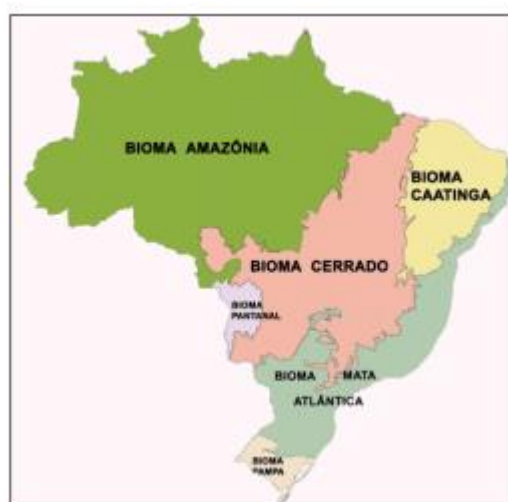 BIOMA AMAZÔNIA
BIOMA
CAATINGA
BIOMA CERRADO
BIOMA
PANTANAL
BIOMA MATA
ATLÂNTICA
BIOMA
PAMPA